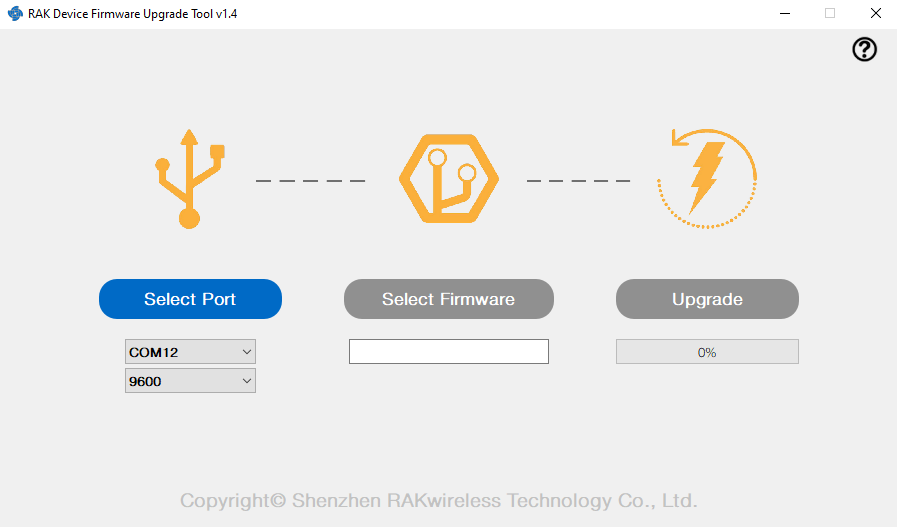 RAK Device Firmware Upgrade Tool v1.4
Select Port
Select Firmware
Upgrade
COM12
0%
9600
Copyright© Shenzhen RAKwireless Technology Co., Ltd.